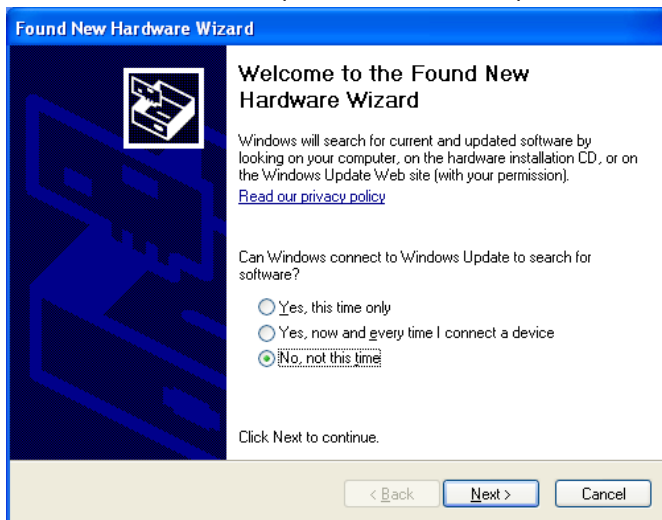 Found New Hardware Wizard
Welcome to the Found New
Hardware Wizard
Windows will search for current and updated software by
looking on your computer, on the hardware installation CD, or on
the Windows Update Web site (with your permission).
Read our privacy policy
Can Windows connect to Windows Update to search for
software?
Yes, this time only
Yes, now and every time I connect a device
No, not this time
Click Next to continue.
< Back Next > Cancel